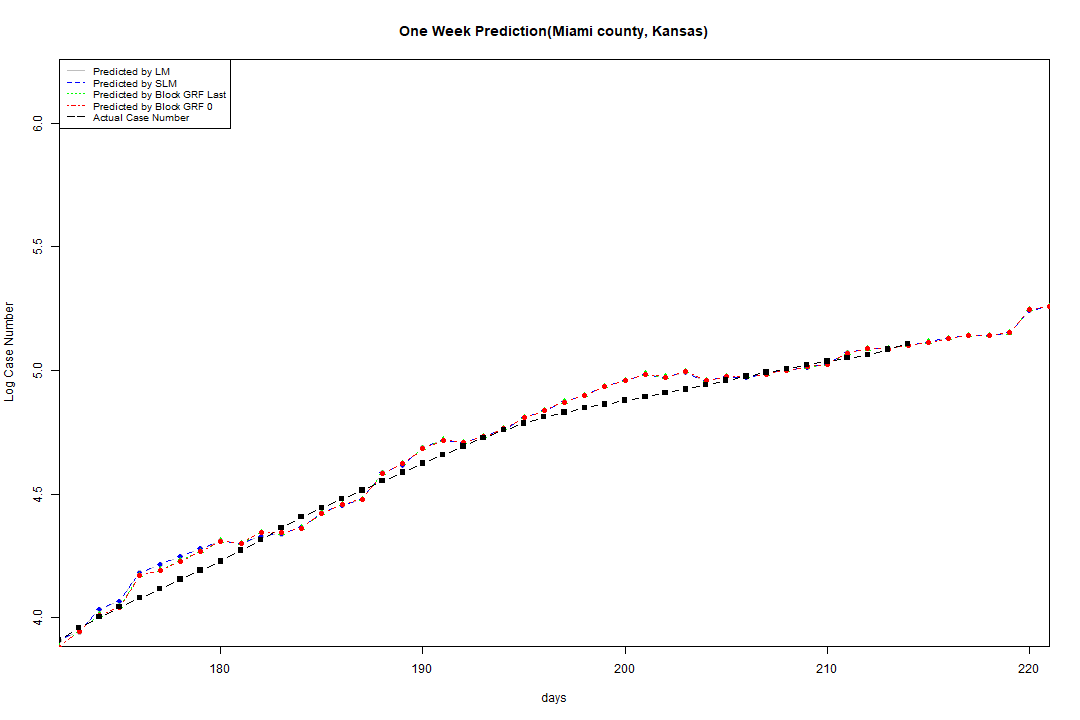 One Week Prediction(Miami county, Kansas)
Predicted by LM
Predicted by SLM
Predicted by Block GRF Last
Predicted by Block GRF 0
Actual Case Number
Log Case Number
6.0
5.5
5.0
4.5
4.0
180
190
200
210
220
days